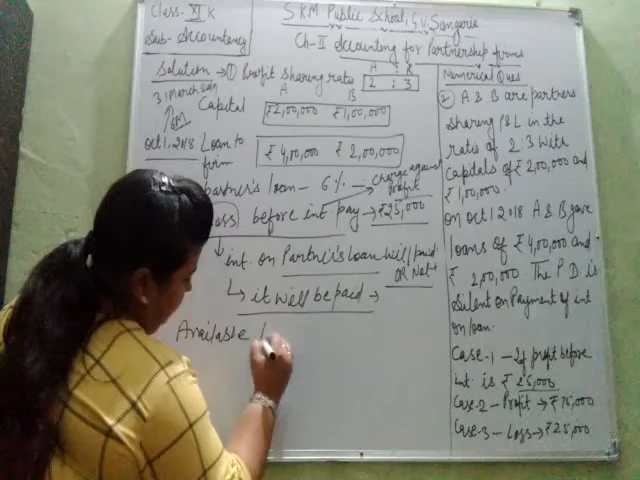 Class - XI K
Sub- Accountancy
SKM Public School, G.V. Sangaria
Ch-II Accounting for Partnership firms
Solution → ① Profit sharing ratio
A : B
2 : 3
A B
31 March 2019
Capital ₹2,00,000 ₹1,00,000
6M
Oct 1, 2018 Loan to firm ₹4,00,000 ₹2,00,000
partner's loan - 6% → Charge against profit
Loss before int pay → ₹25,000
int on Partner's loan will paid OR Not
↳ it will be paid →
Available
Numerical Ques
② A & B are partners
sharing P&L in the
ratio of 2:3 with
capitals of ₹2,00,000 and
₹1,00,000.
on oct 1 2018 A & B gave
loans of ₹4,00,000 and
₹ 2,00,000 The P.D. is
silent on Payment of int
on loan.
Case-1 - If profit before
int. is ₹25,000
Case-2 - Profit → ₹75,000
Case-3 - Loss → ₹25,000